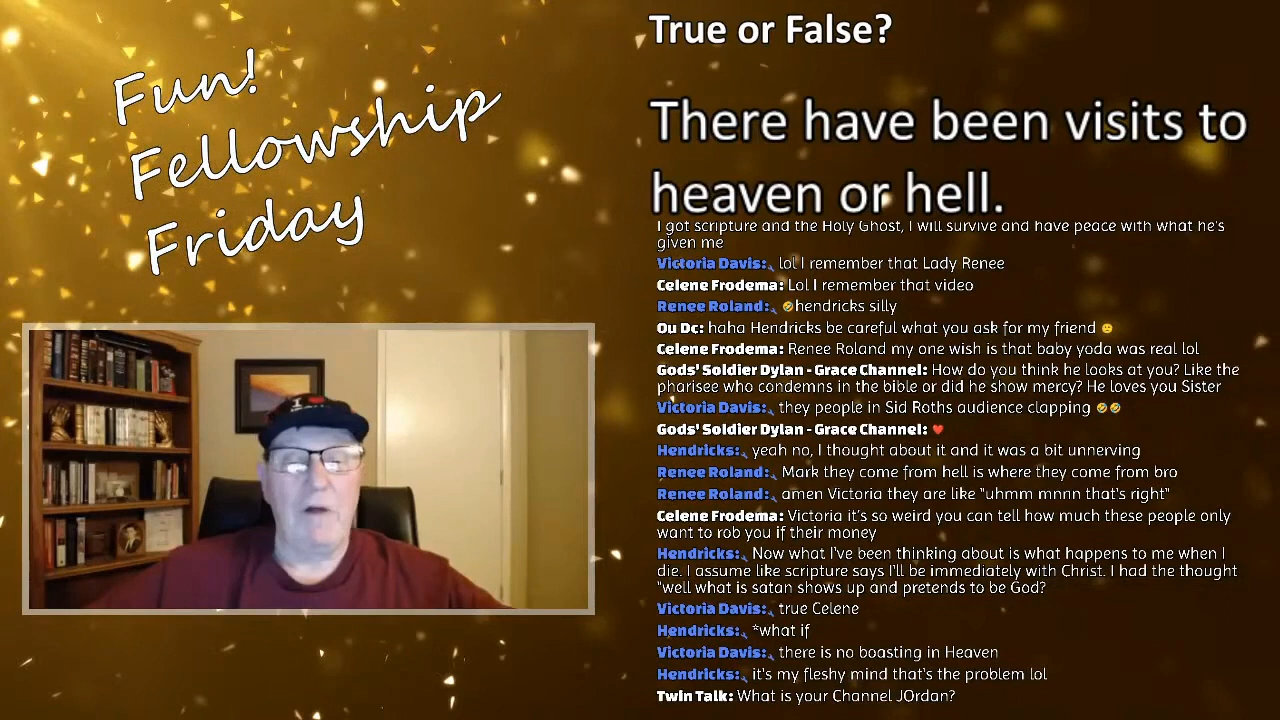 Fun!
Fellowship
Friday
True or False?
There have been visits to
heaven or hell.
I got scripture and the Holy Ghost, I will survive and have peace with what he's
given me
Victoria Davis: lol I remember that Lady Renee
Celene Frodema: Lol I remember that video
Renee Roland: 🤣hendricks silly
Ou Dc: haha Hendricks be careful what you ask for my friend 🙂
Celene Frodema: Renee Roland my one wish is that baby yoda was real lol
Gods' Soldier Dylan - Grace Channel: How do you think he looks at you? Like the
pharisee who condemns in the bible or did he show mercy? He loves you Sister
Victoria Davis: they people in Sid Roths audience clapping 🤣🤣
Gods' Soldier Dylan - Grace Channel: ❤️
Hendricks: yeah no, I thought about it and it was a bit unnerving
Renee Roland: Mark they come from hell is where they come from bro
Renee Roland: amen Victoria they are like "uhmm mnnn that's right"
Celene Frodema: Victoria it's so weird you can tell how much these people only
want to rob you if their money
Hendricks: Now what I've been thinking about is what happens to me when I
die. I assume like scripture says I'll be immediately with Christ. I had the thought
"well what is satan shows up and pretends to be God?
Victoria Davis: true Celene
Hendricks: *what if
Victoria Davis: there is no boasting in Heaven
Hendricks: it's my fleshy mind that's the problem lol
Twin Talk: What is your Channel JOrdan?